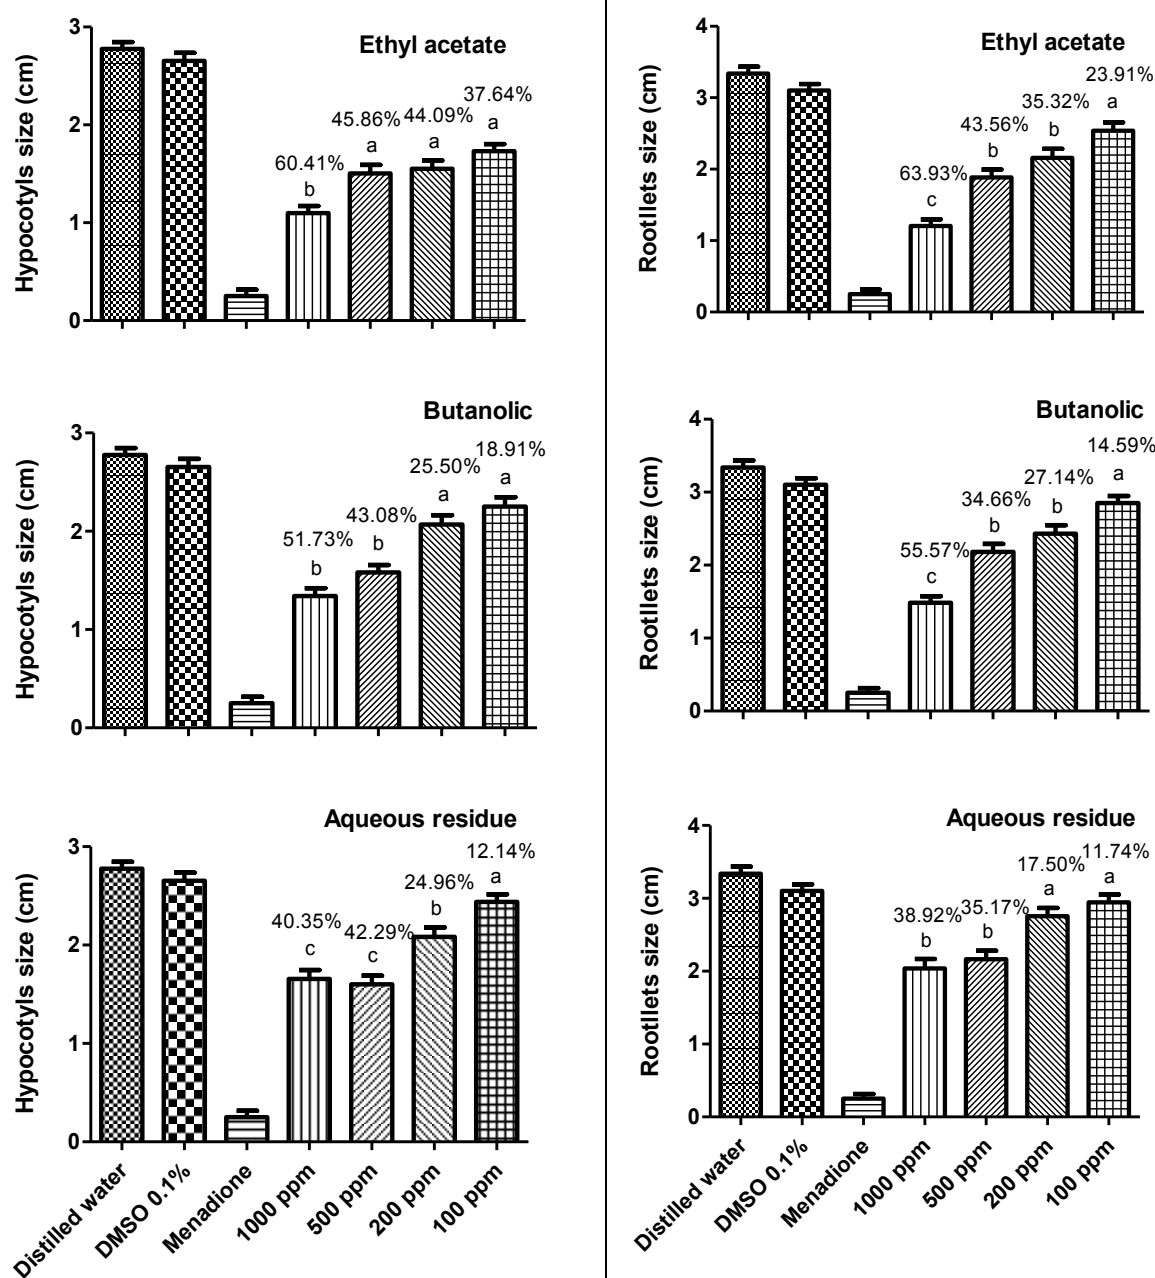 Ethyl acetate
Hypocotyls size (cm)
3
2
1
0
60.41%
b
45.86%
a
44.09%
a
37.64%
a
Ethyl acetate
Rootllets size (cm)
4
3
2
1
0
63.93%
c
43.56%
b
35.32%
b
23.91%
a
Butanolic
Hypocotyls size (cm)
3
2
1
0
51.73%
b
43.08%
b
25.50%
a
18.91%
a
Butanolic
Rootllets size (cm)
4
3
2
1
0
55.57%
c
34.66%
b
27.14%
b
14.59%
a
Aqueous residue
Hypocotyls size (cm)
3
2
1
0
40.35%
c
42.29%
c
24.96%
b
12.14%
a
Distilled water
DMSO 0.1%
Menadione
1000 ppm
500 ppm
200 ppm
100 ppm
Aqueous residue
Rootllets size (cm)
4
3
2
1
0
38.92%
b
35.17%
b
17.50%
a
11.74%
a
Distilled water
DMSO 0.1%
Menadione
1000 ppm
500 ppm
200 ppm
100 ppm